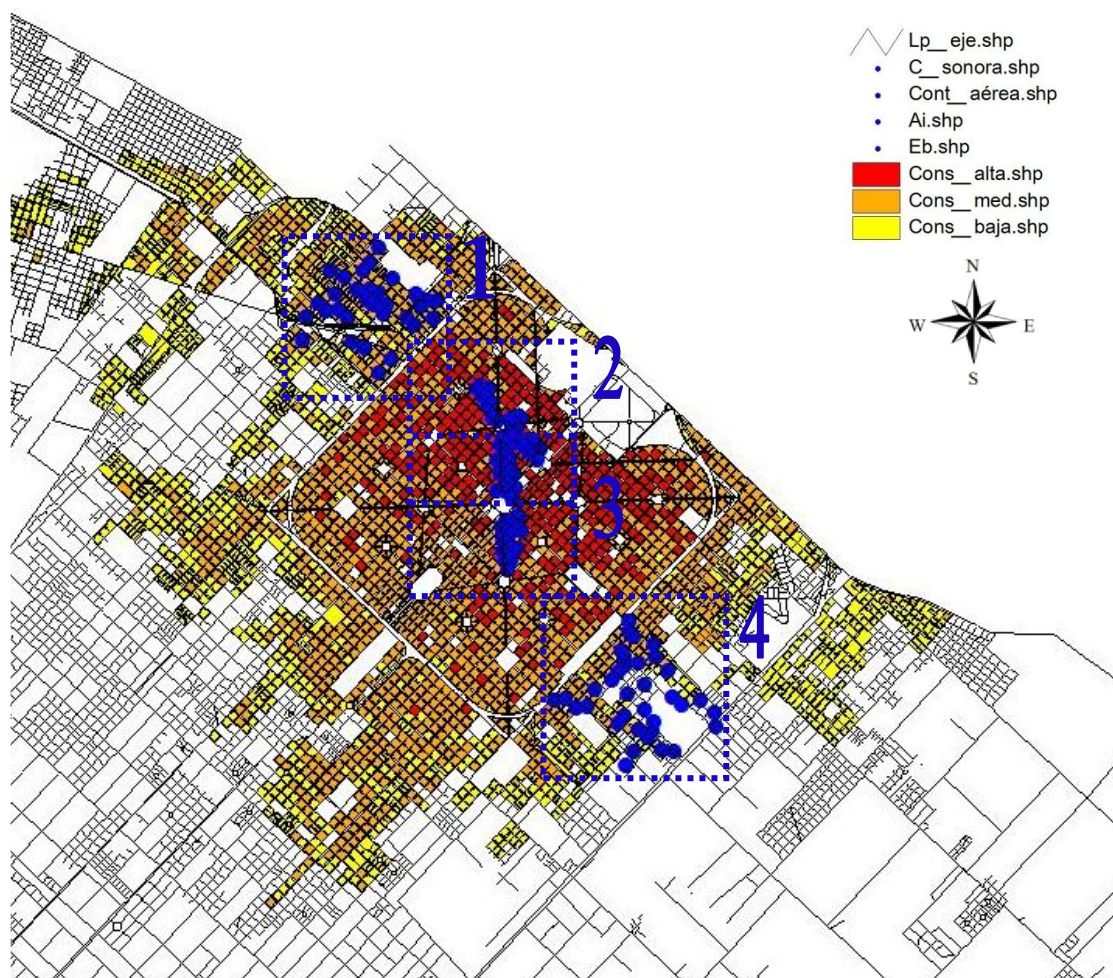 Lp__eje.shp
C__sonora.shp
Cont__aérea.shp
Ai.shp
Eb.shp
Cons__alta.shp
Cons__med.shp
Cons__baja.shp
N
W E
S
1
2
3
4